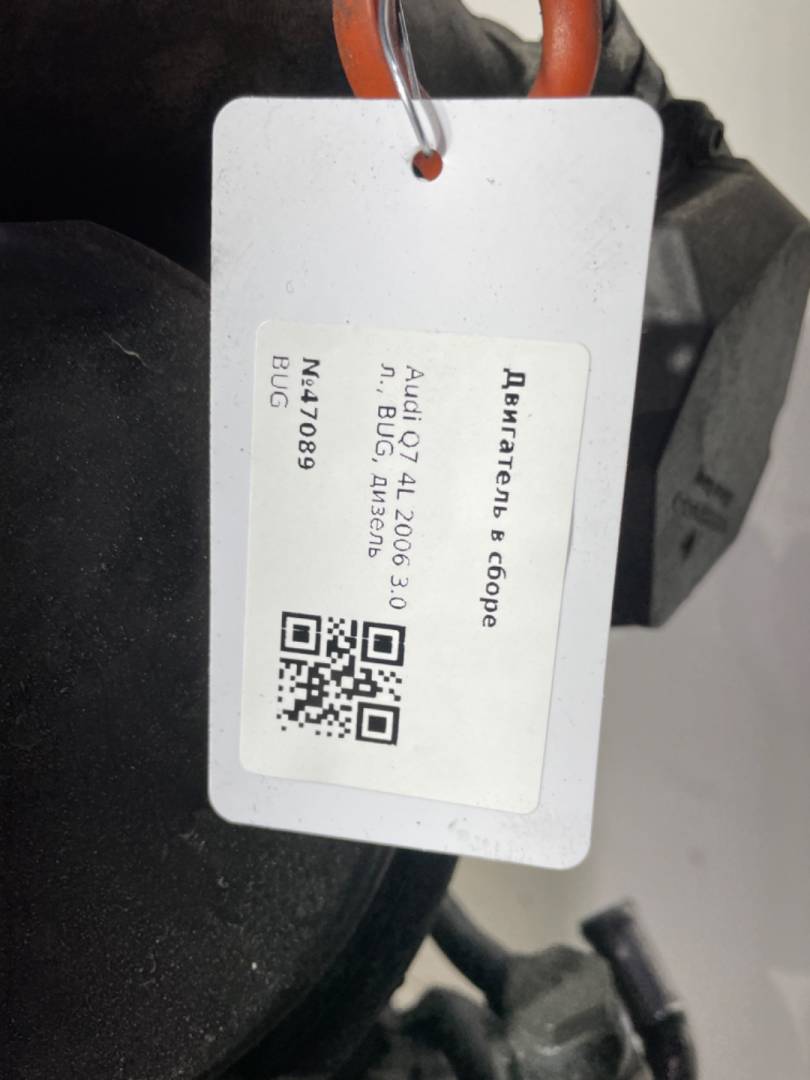 Двигатель в сборе
Audi Q7 4L 2006 3.0
л., BUG, дизель
№47089
BUG